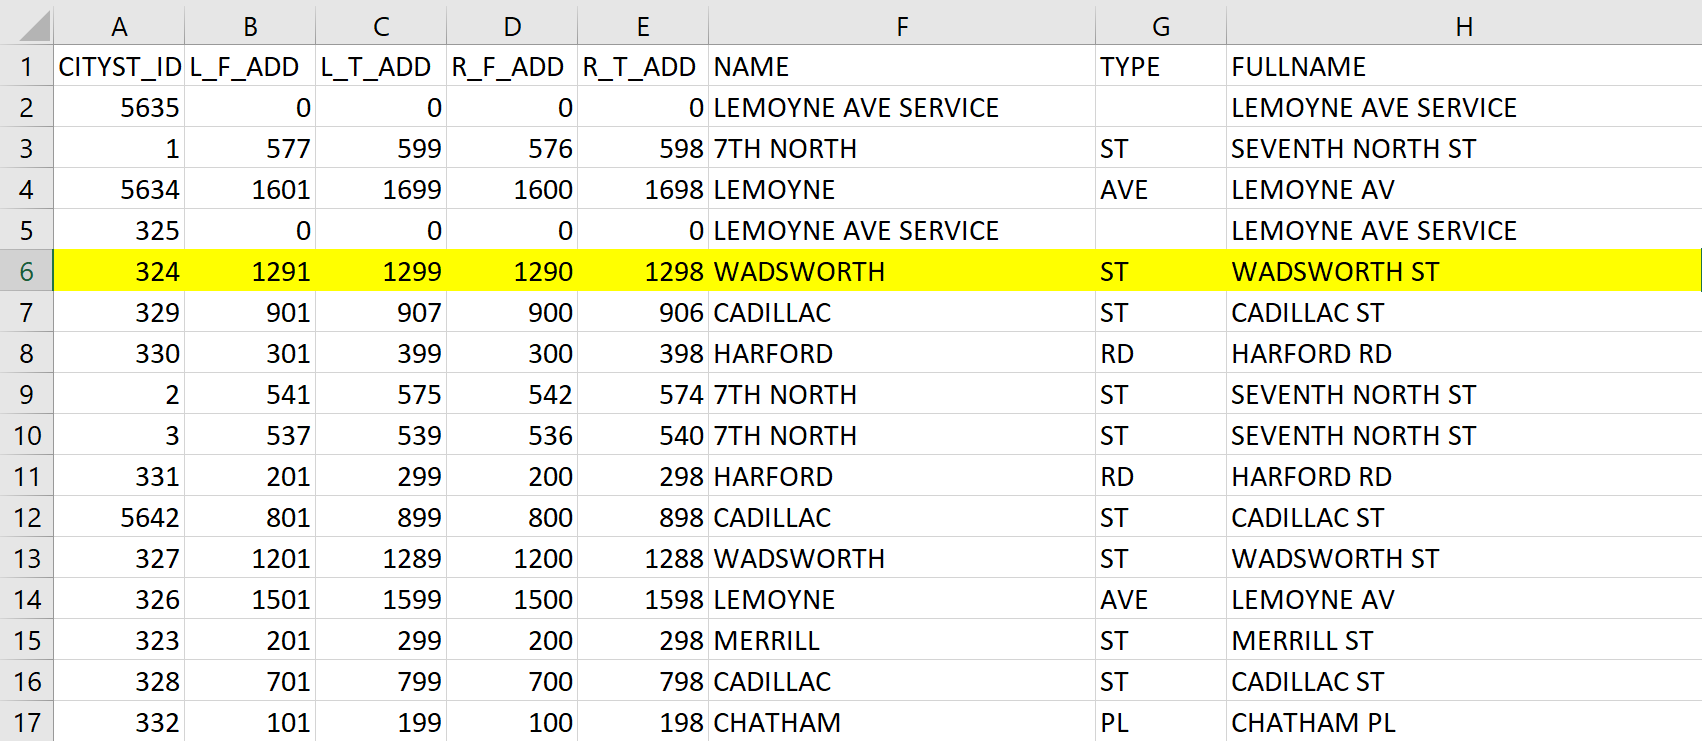 A B C D E F G H
1 CITYST_ID L_F_ADD L_T_ADD R_F_ADD R_T_ADD NAME TYPE FULLNAME
2 5635 0 0 0 0 LEMOYNE AVE SERVICE LEMOYNE AVE SERVICE
3 1 577 599 576 598 7TH NORTH ST SEVENTH NORTH ST
4 5634 1601 1699 1600 1698 LEMOYNE AVE LEMOYNE AV
5 325 0 0 0 0 LEMOYNE AVE SERVICE LEMOYNE AVE SERVICE
6 324 1291 1299 1290 1298 WADSWORTH ST WADSWORTH ST
7 329 901 907 900 906 CADILLAC ST CADILLAC ST
8 330 301 399 300 398 HARFORD RD HARFORD RD
9 2 541 575 542 574 7TH NORTH ST SEVENTH NORTH ST
10 3 537 539 536 540 7TH NORTH ST SEVENTH NORTH ST
11 331 201 299 200 298 HARFORD RD HARFORD RD
12 5642 801 899 800 898 CADILLAC ST CADILLAC ST
13 327 1201 1289 1200 1288 WADSWORTH ST WADSWORTH ST
14 326 1501 1599 1500 1598 LEMOYNE AVE LEMOYNE AV
15 323 201 299 200 298 MERRILL ST MERRILL ST
16 328 701 799 700 798 CADILLAC ST CADILLAC ST
17 332 101 199 100 198 CHATHAM PL CHATHAM PL